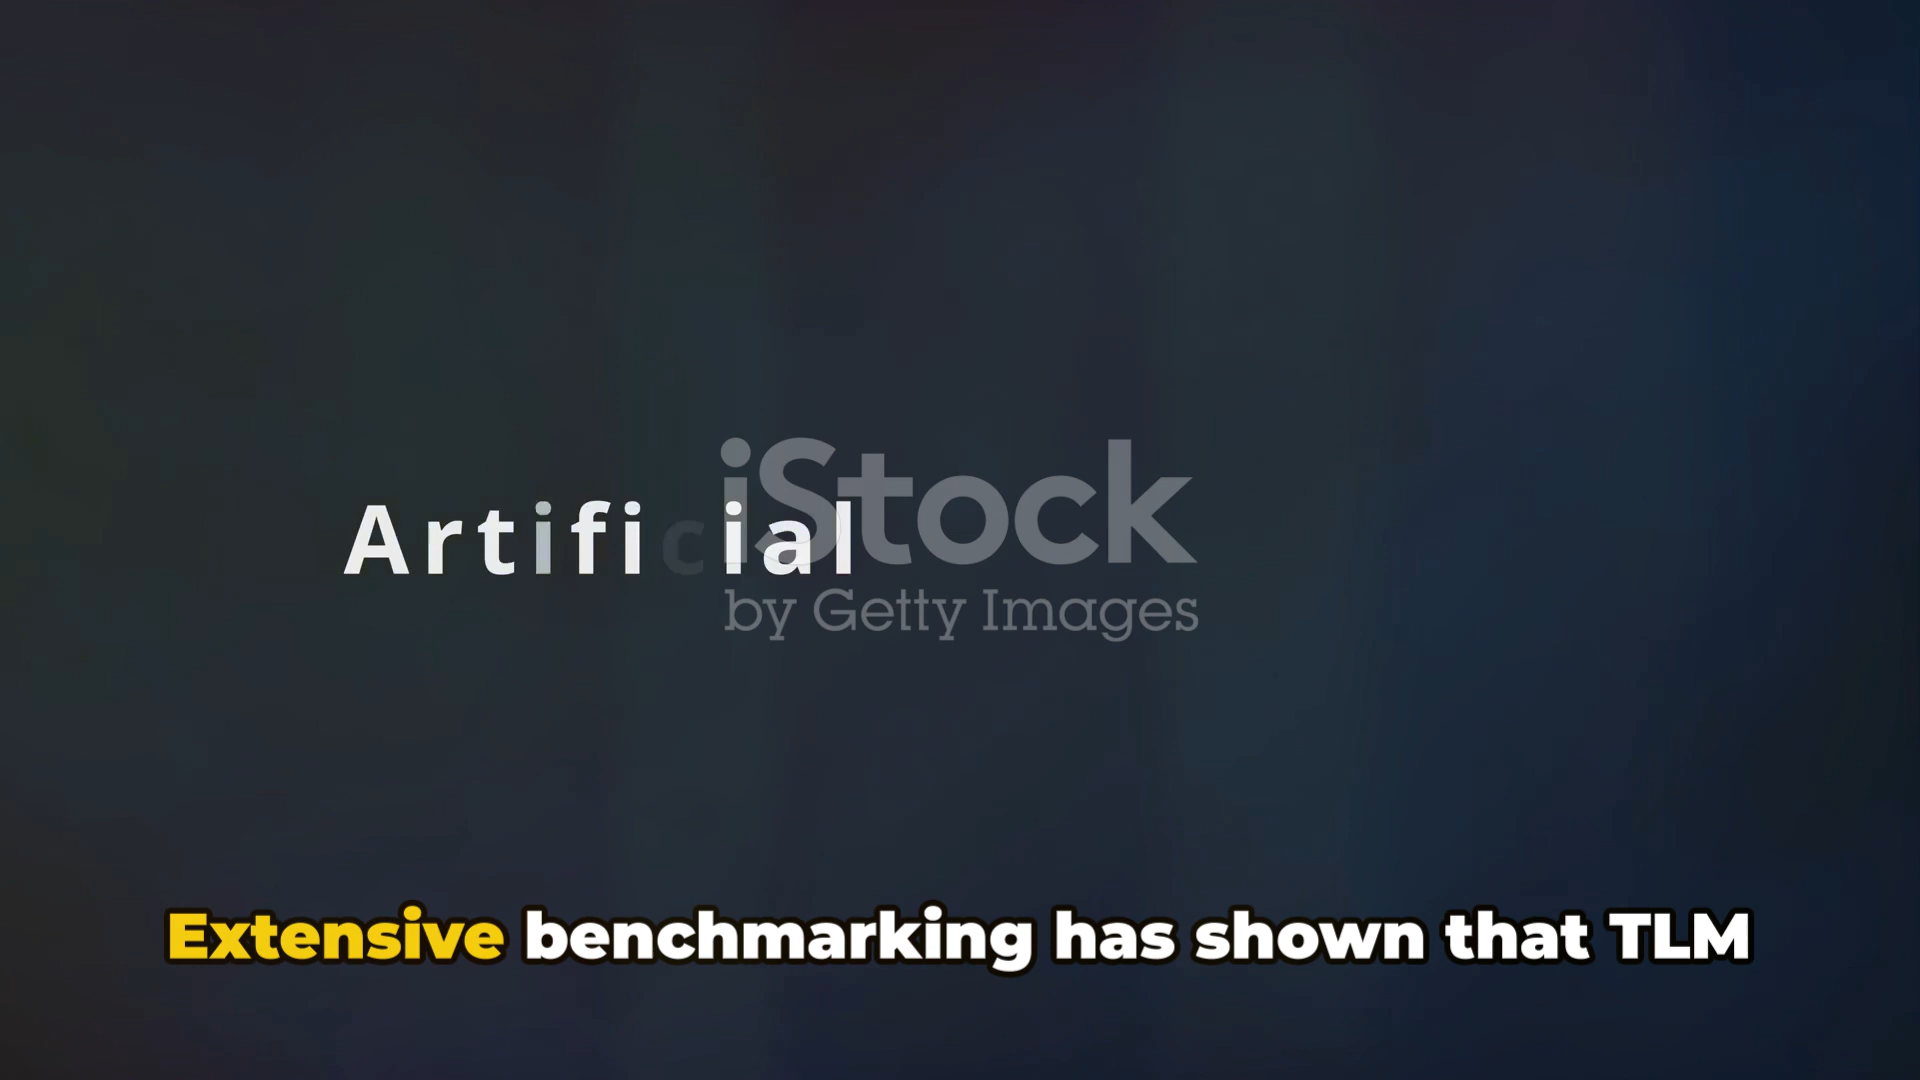 iStock
Artificial
by Getty Images
Extensive benchmarking has shown that TLM